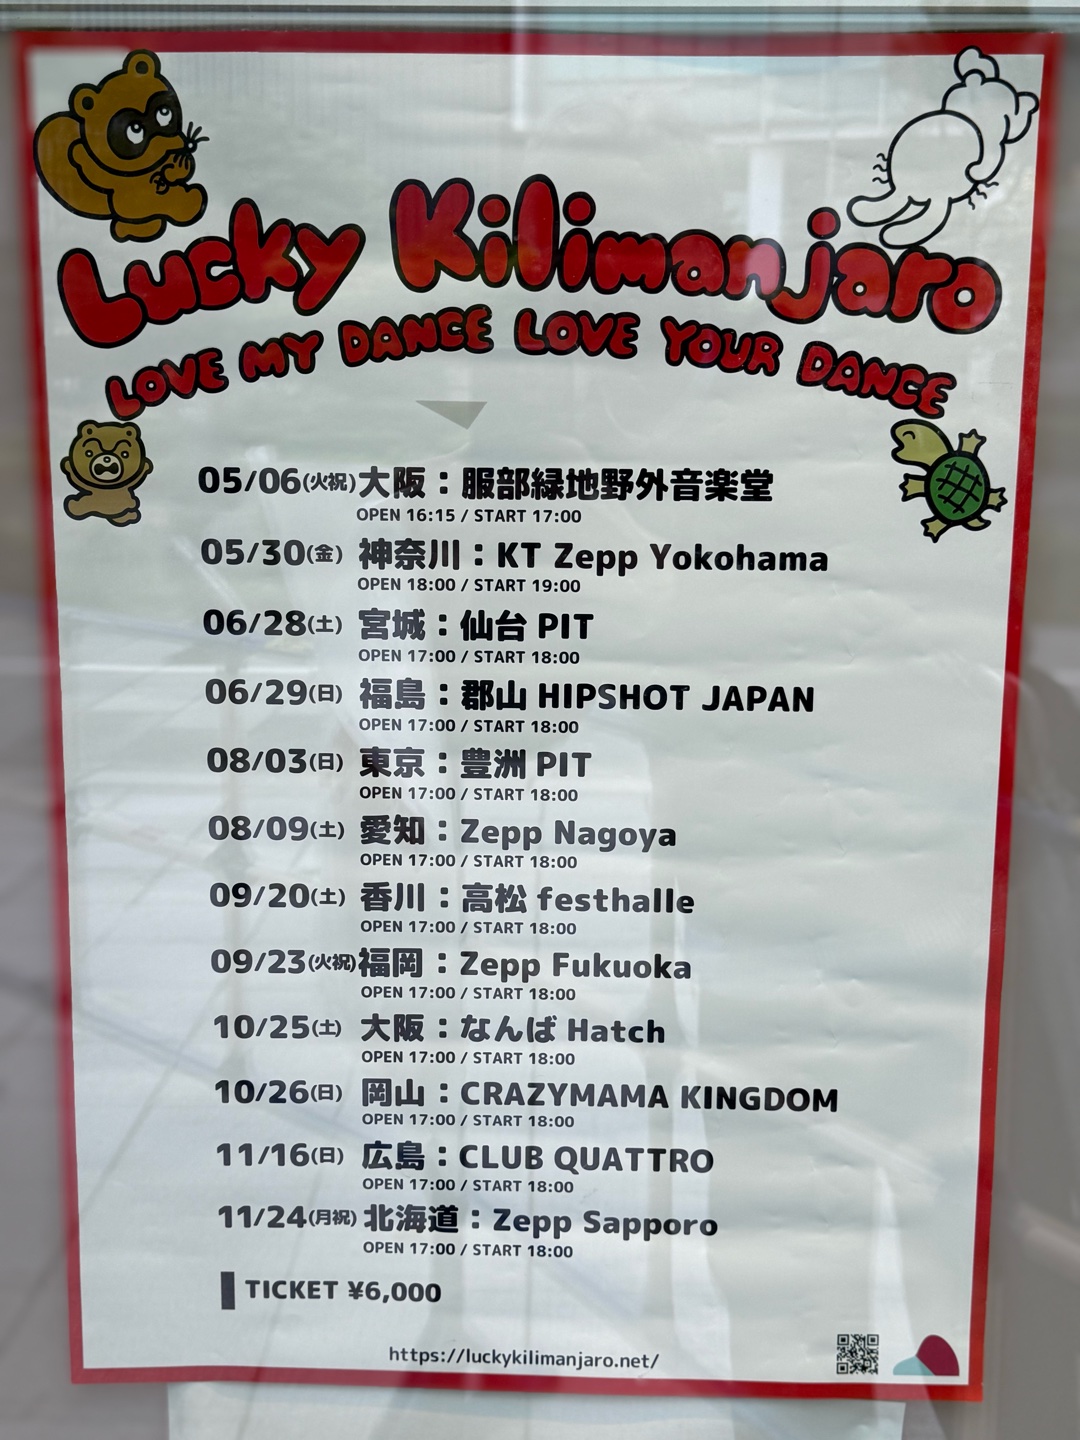 Lucky Kilimanjaro
LOVE MY DANCE LOVE YOUR DANCE
05/06(火祝)大阪：服部緑地野外音楽堂
OPEN 16:15 / START 17:00
05/30(金) 神奈川：KT Zepp Yokohama
OPEN 18:00 / START 19:00
06/28(土) 宮城：仙台 PIT
OPEN 17:00 / START 18:00
06/29(日) 福島：郡山 HIPSHOT JAPAN
OPEN 17:00 / START 18:00
08/03(日) 東京：豊洲 PIT
OPEN 17:00 / START 18:00
08/09(土) 愛知：Zepp Nagoya
OPEN 17:00 / START 18:00
09/20(土) 香川：高松 festhalle
OPEN 17:00 / START 18:00
09/23(火祝)福岡：Zepp Fukuoka
OPEN 17:00 / START 18:00
10/25(土) 大阪：なんば Hatch
OPEN 17:00 / START 18:00
10/26(日) 岡山：CRAZYMAMA KINGDOM
OPEN 17:00 / START 18:00
11/16(日) 広島：CLUB QUATTRO
OPEN 17:00 / START 18:00
11/24(月祝) 北海道：Zepp Sapporo
OPEN 17:00 / START 18:00
TICKET ¥6,000
https://luckykilimanjaro.net/